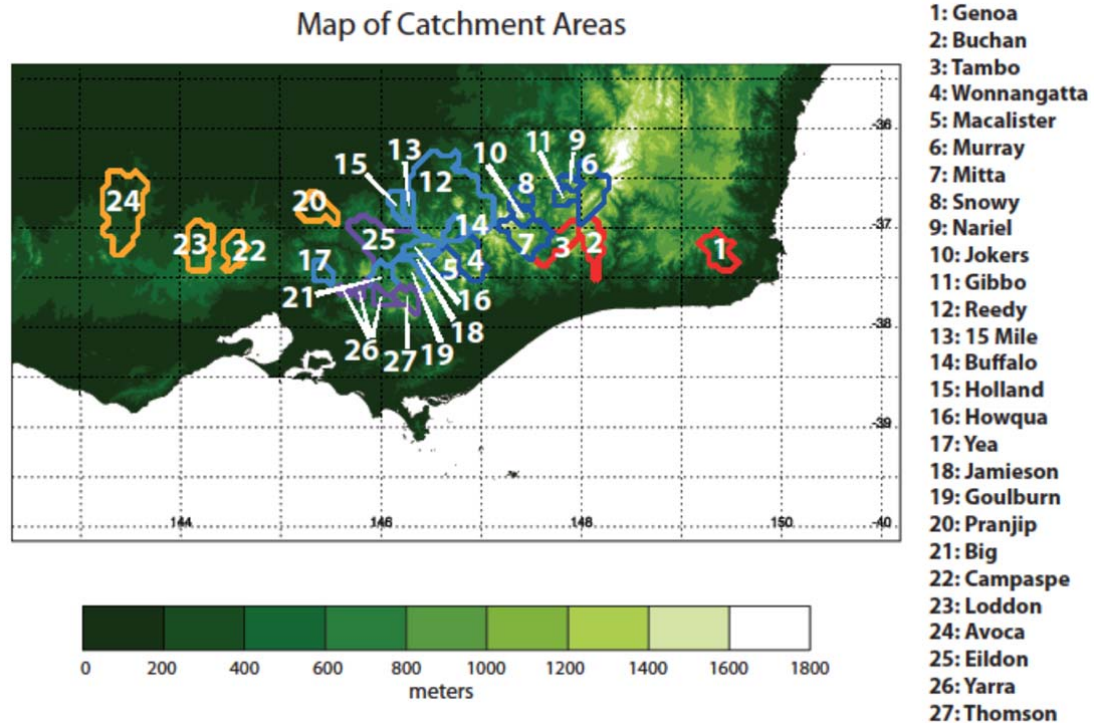 Map of Catchment Areas
1: Genoa
2: Buchan
3: Tambo
4: Wonnangatta
5: Macalister
6: Murray
7: Mitta
8: Snowy
9: Nariel
10: Jokers
11: Gibbo
12: Reedy
13: 15 Mile
14: Buffalo
15: Holland
16: Howqua
17: Yea
18: Jamieson
19: Goulburn
20: Pranjip
21: Big
22: Campaspe
23: Loddon
24: Avoca
25: Eildon
26: Yarra
27: Thomson
-36
13 10 11 9
15 12 8 6
24 20 -37
23 22 25 14 7 3 2 1
17 5 4
21 16
18 -38
26 27 19
-39
144 146 148 150 -40
0 200 400 600 800 1000 1200 1400 1600 1800
meters